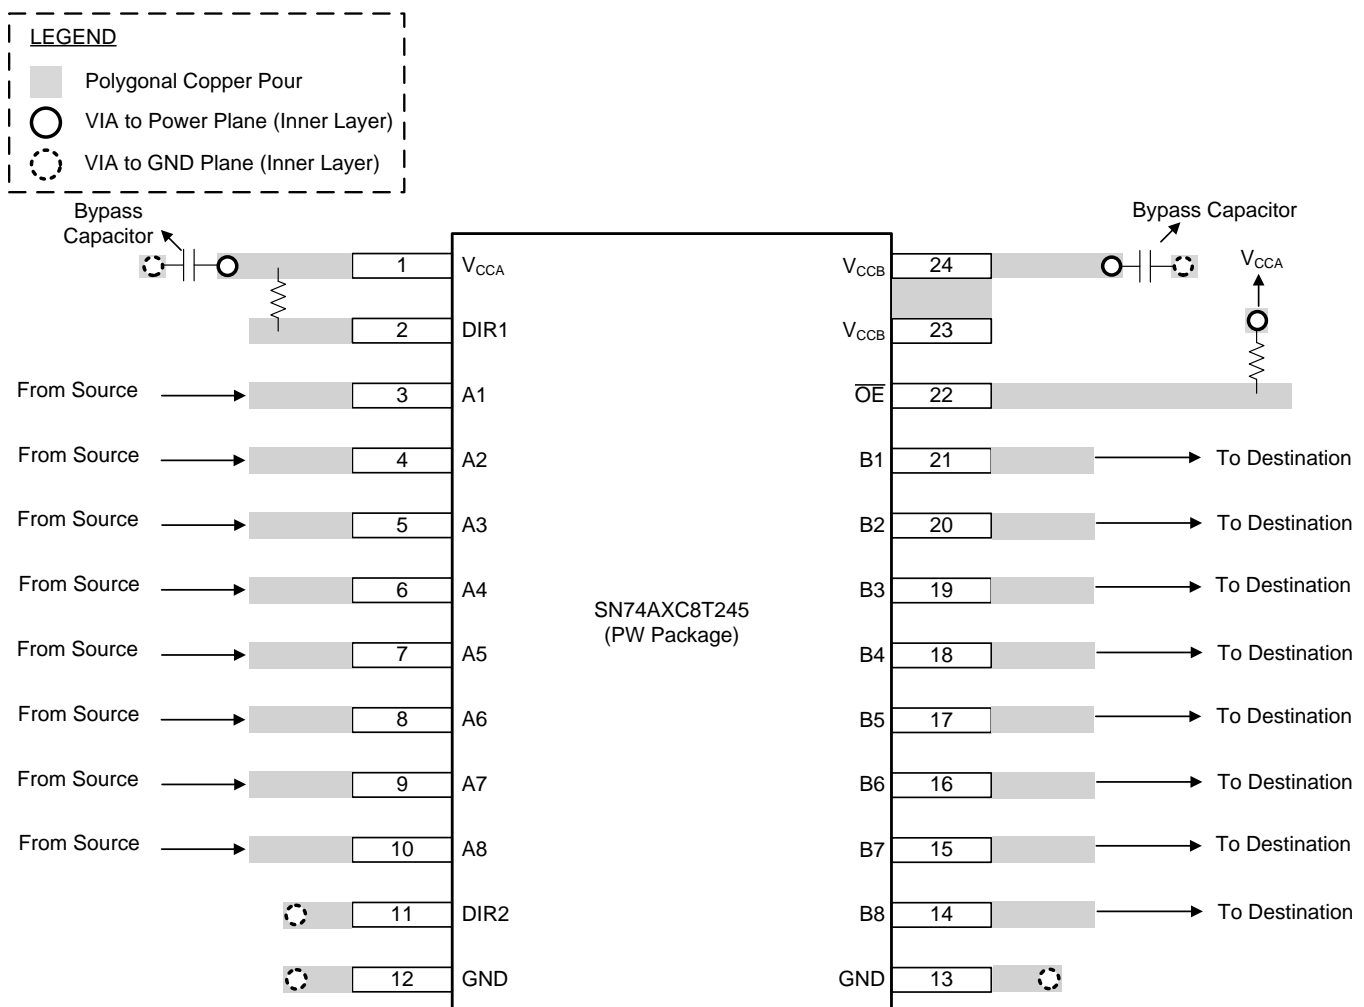 LEGEND
Polygonal Copper Pour
VIA to Power Plane (Inner Layer)
VIA to GND Plane (Inner Layer)
Bypass
Capacitor
Bypass Capacitor
VCCA
1 VCCA
VCCB 24
2 DIR1
VCCB 23
From Source 3 A1
OE 22
From Source 4 A2
B1 21 To Destination
From Source 5 A3
B2 20 To Destination
From Source 6 A4
B3 19 To Destination
SN74AXC8T245
(PW Package)
From Source 7 A5
B4 18 To Destination
From Source 8 A6
B5 17 To Destination
From Source 9 A7
B6 16 To Destination
From Source 10 A8
B7 15 To Destination
11 DIR2
B8 14 To Destination
12 GND
GND 13